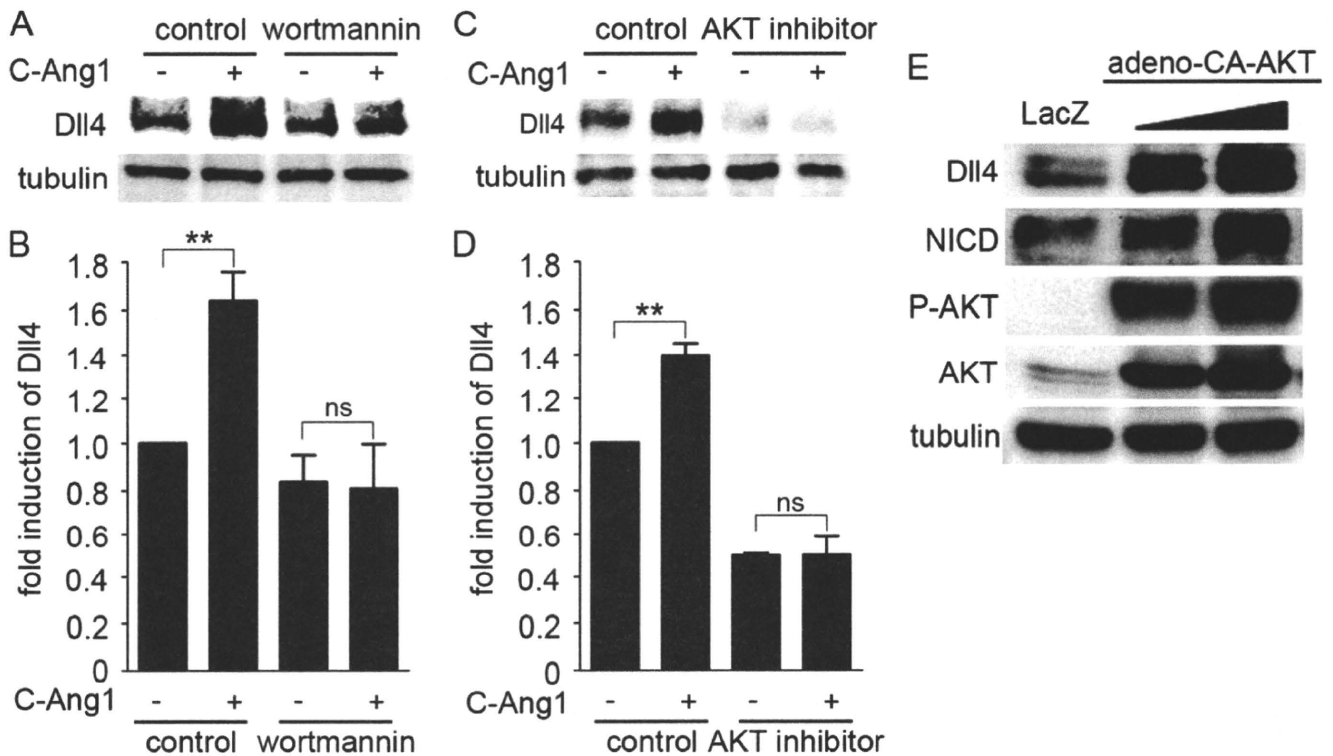 A
control wortmannin
C-Ang1 - + - +
Dll4
tubulin
B
**
ns
fold induction of Dll4
1.8
1.6
1.4
1.2
1.0
0.8
0.6
0.4
0.2
0
C-Ang1 - + - +
control wortmannin
C
control AKT inhibitor
C-Ang1 - + - +
Dll4
tubulin
D
**
ns
fold induction of Dll4
1.8
1.6
1.4
1.2
1.0
0.8
0.6
0.4
0.2
0
C-Ang1 - + - +
control AKT inhibitor
E
adeno-CA-AKT
LacZ
Dll4
NICD
P-AKT
AKT
tubulin